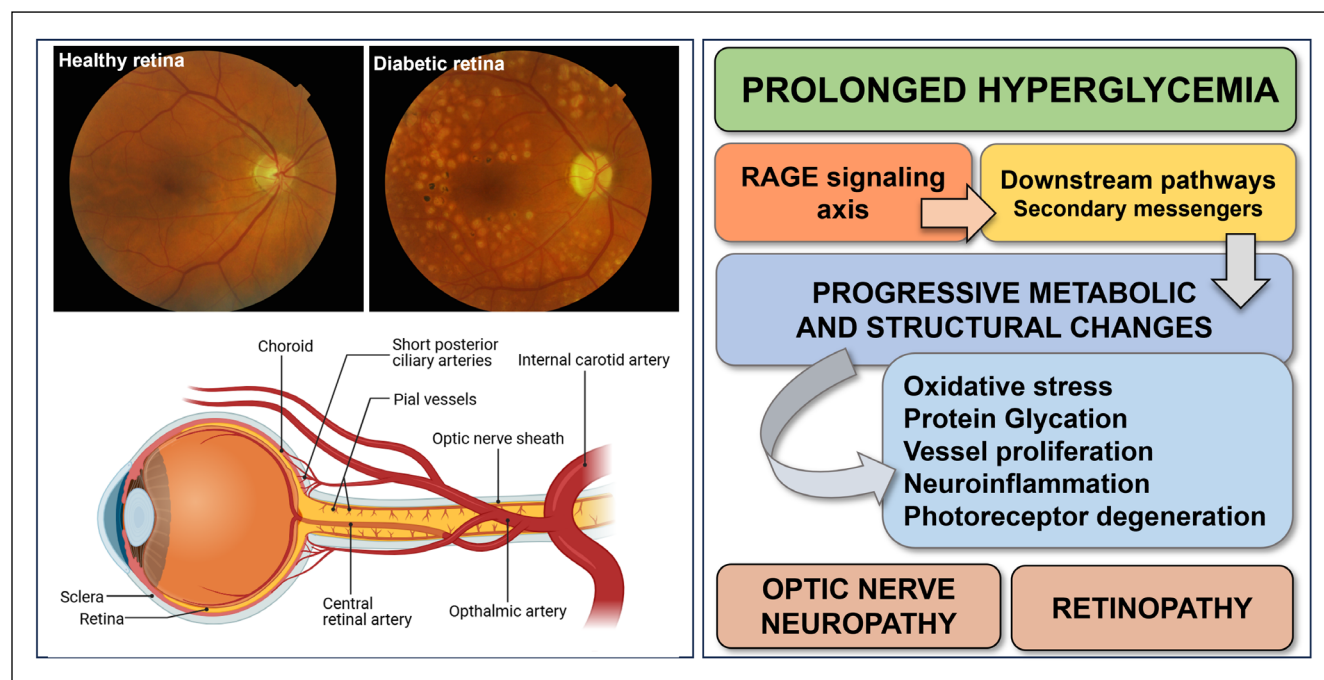 Healthy retina
Diabetic retina
Choroid
Short posterior
ciliary arteries
Internal carotid artery
Pial vessels
Optic nerve sheath
Sclera
Retina
Central
retinal artery
Opthalmic artery
PROLONGED HYPERGLYCEMIA
RAGE signaling
axis
Downstream pathways
Secondary messengers
PROGRESSIVE METABOLIC
AND STRUCTURAL CHANGES
Oxidative stress
Protein Glycation
Vessel proliferation
Neuroinflammation
Photoreceptor degeneration
OPTIC NERVE
NEUROPATHY
RETINOPATHY